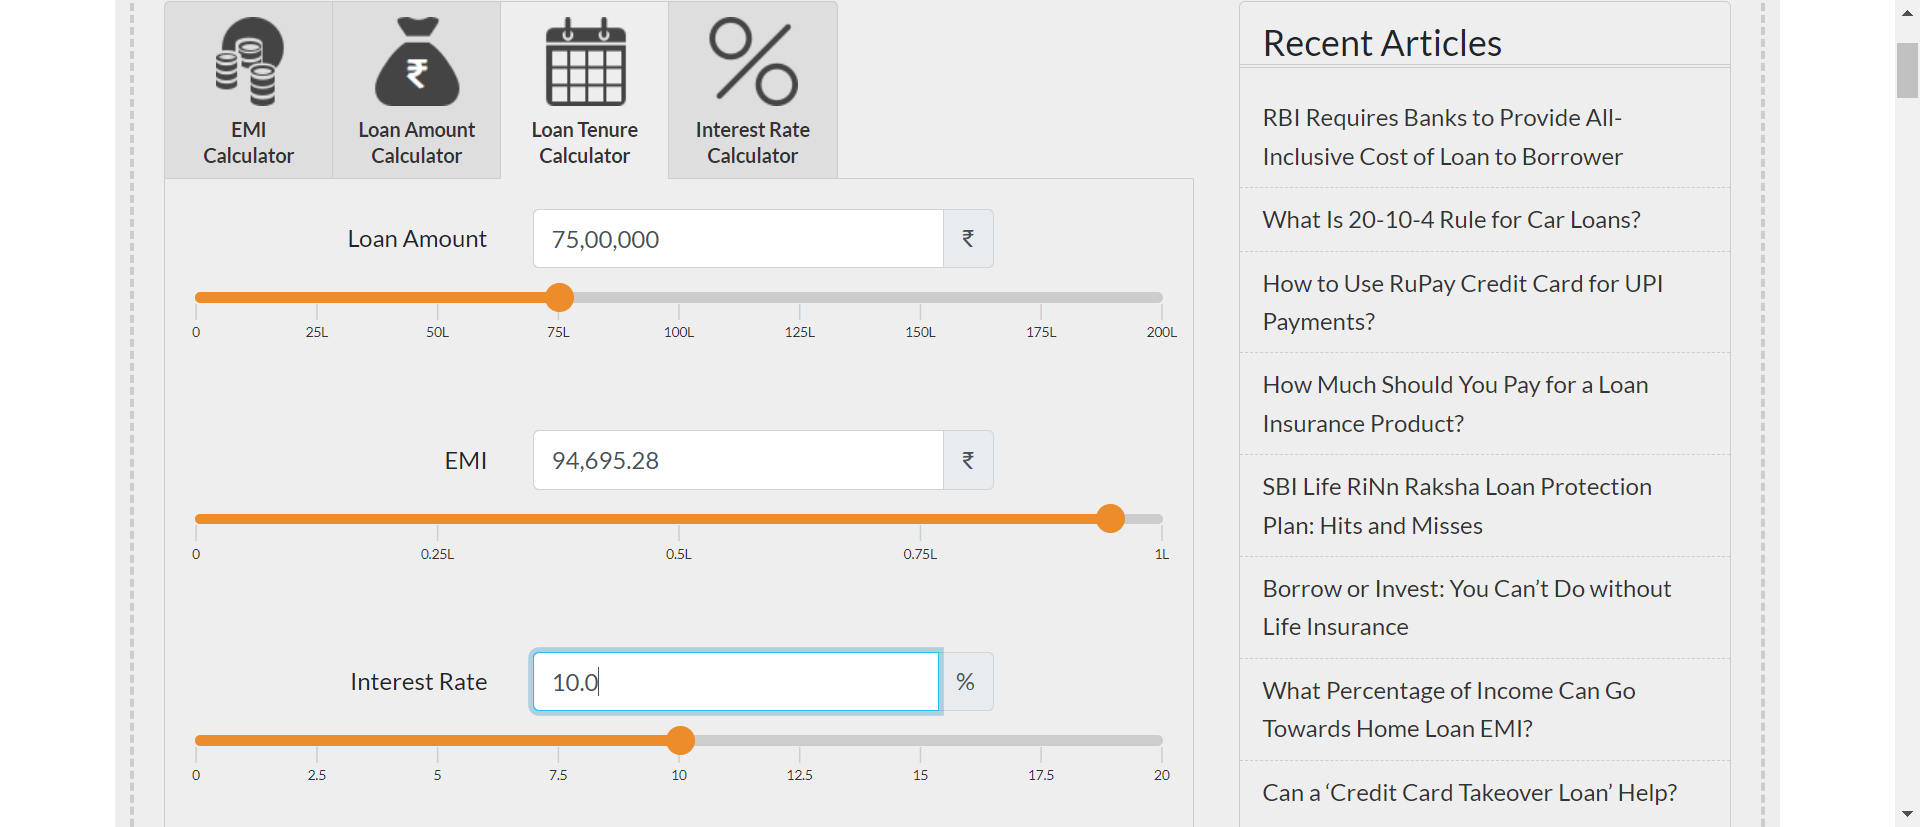 EMI
Calculator
Loan Amount
Calculator
Loan Tenure
Calculator
Interest Rate
Calculator
Loan Amount
75,00,000
₹
0 25L 50L 75L 100L 125L 150L 175L 200L
EMI
94,695.28
₹
0 0.25L 0.5L 0.75L 1L
Interest Rate
10.0
%
0 2.5 5 7.5 10 12.5 15 17.5 20
Recent Articles
RBI Requires Banks to Provide All-
Inclusive Cost of Loan to Borrower
What Is 20-10-4 Rule for Car Loans?
How to Use RuPay Credit Card for UPI
Payments?
How Much Should You Pay for a Loan
Insurance Product?
SBI Life RiNn Raksha Loan Protection
Plan: Hits and Misses
Borrow or Invest: You Can’t Do without
Life Insurance
What Percentage of Income Can Go
Towards Home Loan EMI?
Can a ‘Credit Card Takeover Loan’ Help?